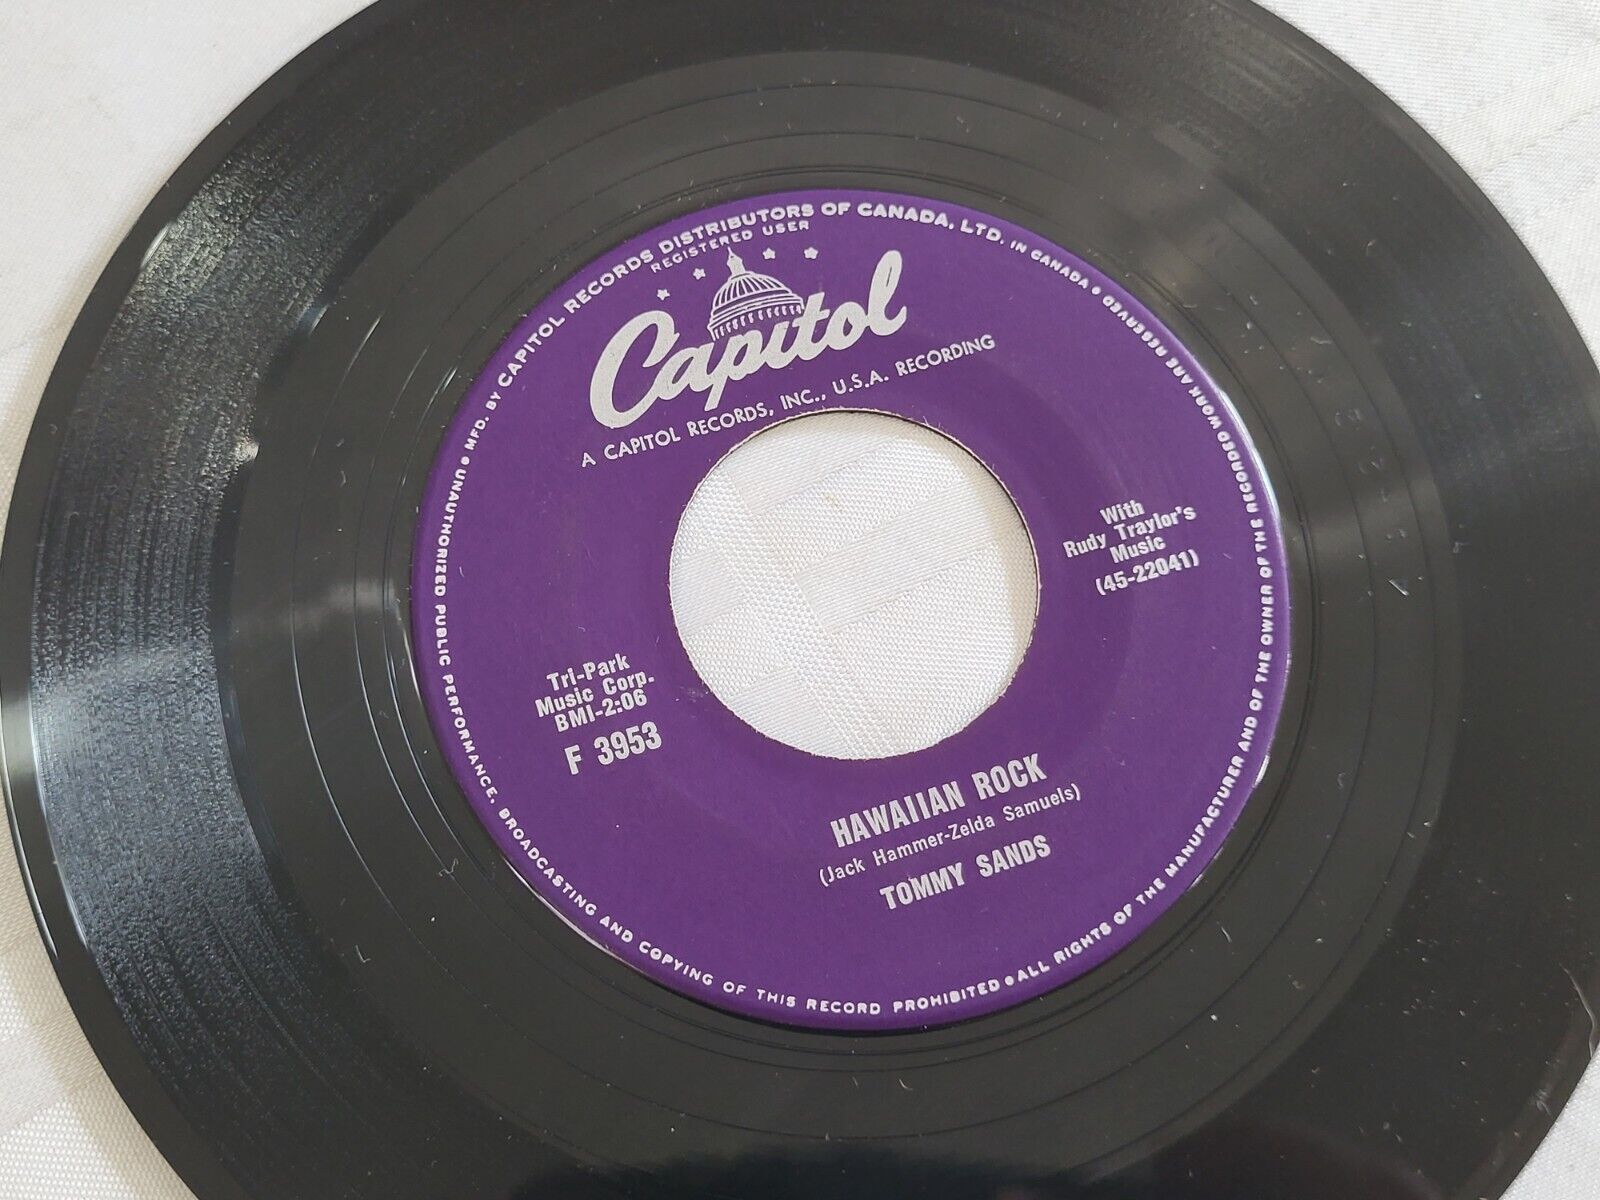 MFD. BY CAPITOL RECORDS DISTRIBUTORS OF CANADA, LTD. IN CANADA • UNAUTHORIZED PUBLIC PERFORMANCE, BROADCASTING AND COPYING OF THIS RECORD PROHIBITED • ALL RIGHTS OF THE MANUFACTURER AND OF THE OWNER OF THE RECORDED WORK ARE RESERVED •
REGISTERED USER
Capitol
A CAPITOL RECORDS, INC., U.S.A. RECORDING
With
Rudy Traylor's
Music
(45-22041)
Tri-Park
Music Corp.
BMI-2:06
F 3953
HAWAIIAN ROCK
(Jack Hammer-Zelda Samuels)
TOMMY SANDS